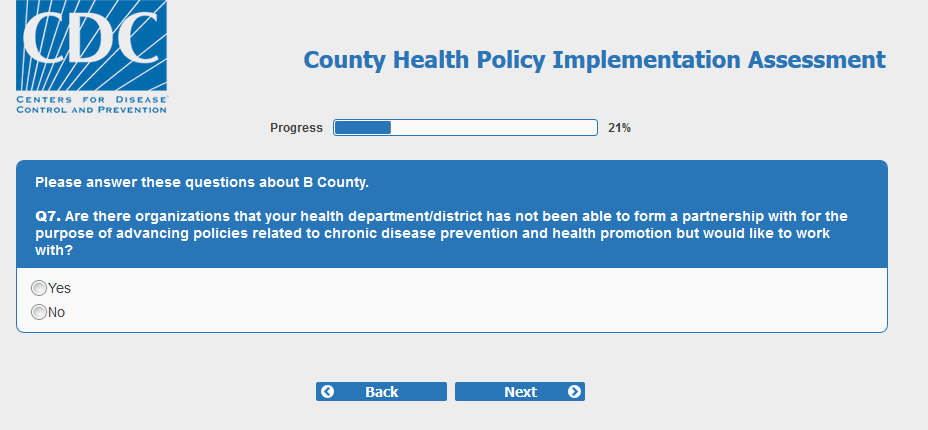 CDC
CENTERS FOR DISEASE
CONTROL AND PREVENTION
County Health Policy Implementation Assessment
Progress 21%
Please answer these questions about B County.
Q7. Are there organizations that your health department/district has not been able to form a partnership with for the
purpose of advancing policies related to chronic disease prevention and health promotion but would like to work
with?
Yes
No
Back Next